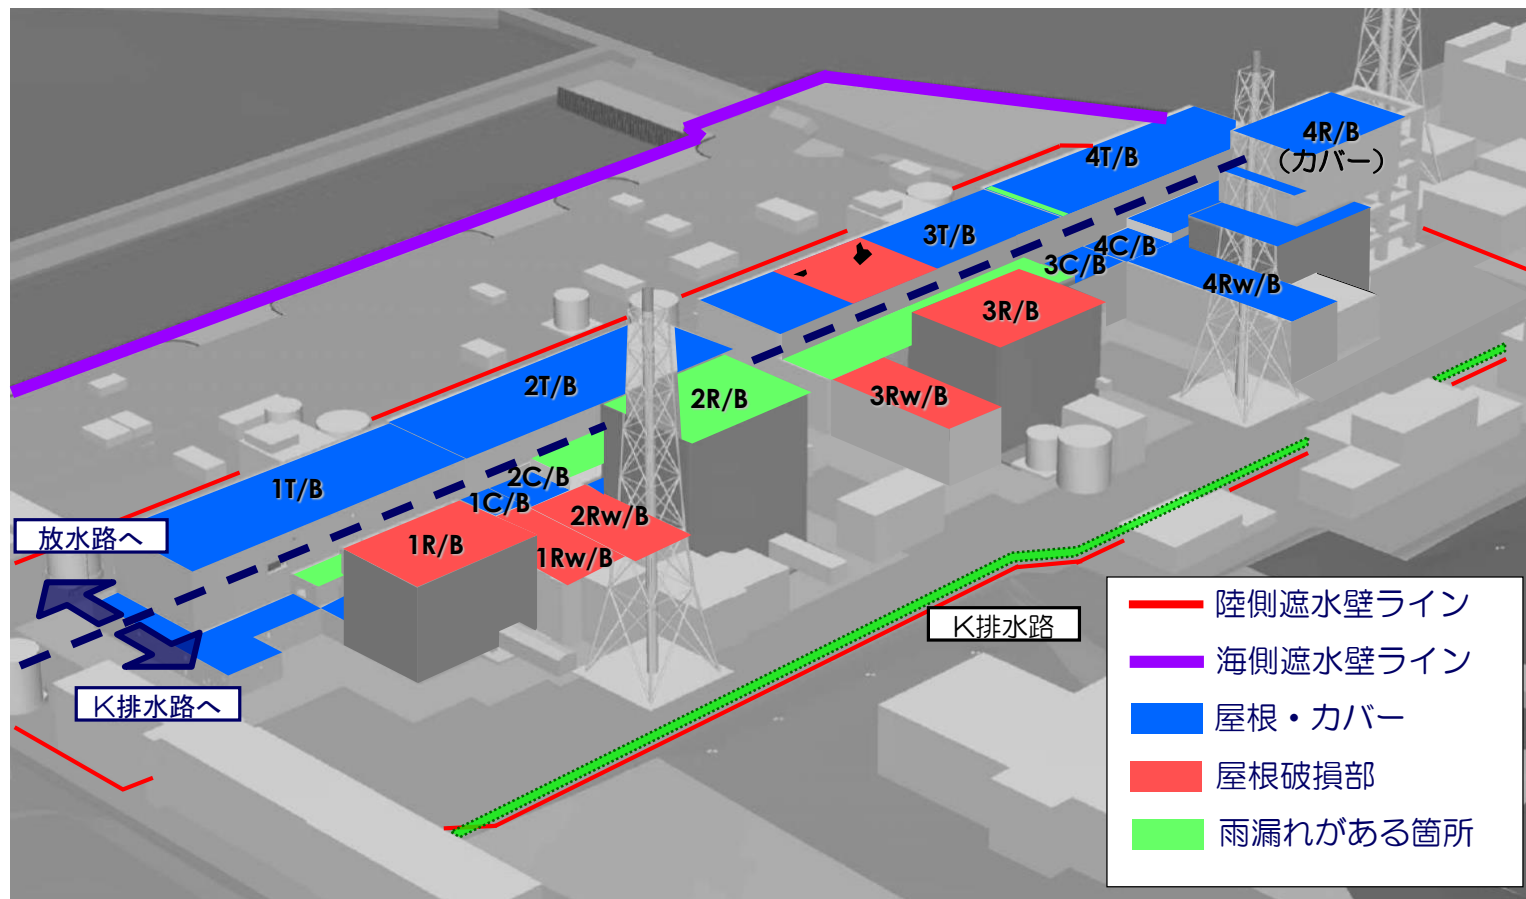 4R/B
（カバー）
4T/B
3T/B
4C/B
3C/B
4Rw/B
3R/B
2T/B
2R/B
3Rw/B
1T/B
2C/B
1C/B
2Rw/B
1R/B
1Rw/B
放水路へ
K排水路へ
K排水路
陸側遮水壁ライン
海側遮水壁ライン
屋根・カバー
屋根破損部
雨漏れがある箇所